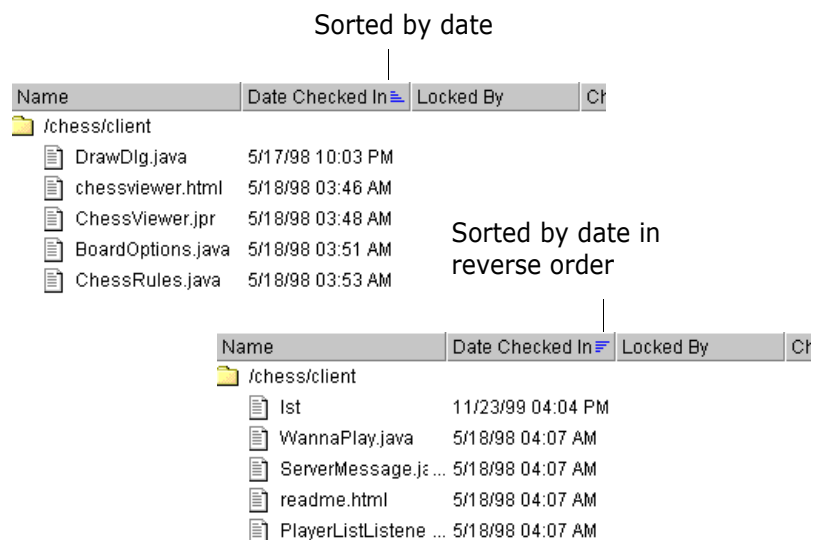 Sorted by date
Name Date Checked In Locked By Ch
/chess/client
DrawDlg.java 5/17/98 10:03 PM
chessviewer.html 5/18/98 03:46 AM
ChessViewer.jpr 5/18/98 03:48 AM
BoardOptions.java 5/18/98 03:51 AM
ChessRules.java 5/18/98 03:53 AM
Sorted by date in
reverse order
Name Date Checked In Locked By Ch
/chess/client
lst 11/23/99 04:04 PM
WannaPlay.java 5/18/98 04:07 AM
ServerMessage.ja ... 5/18/98 04:07 AM
readme.html 5/18/98 04:07 AM
PlayerListListene ... 5/18/98 04:07 AM